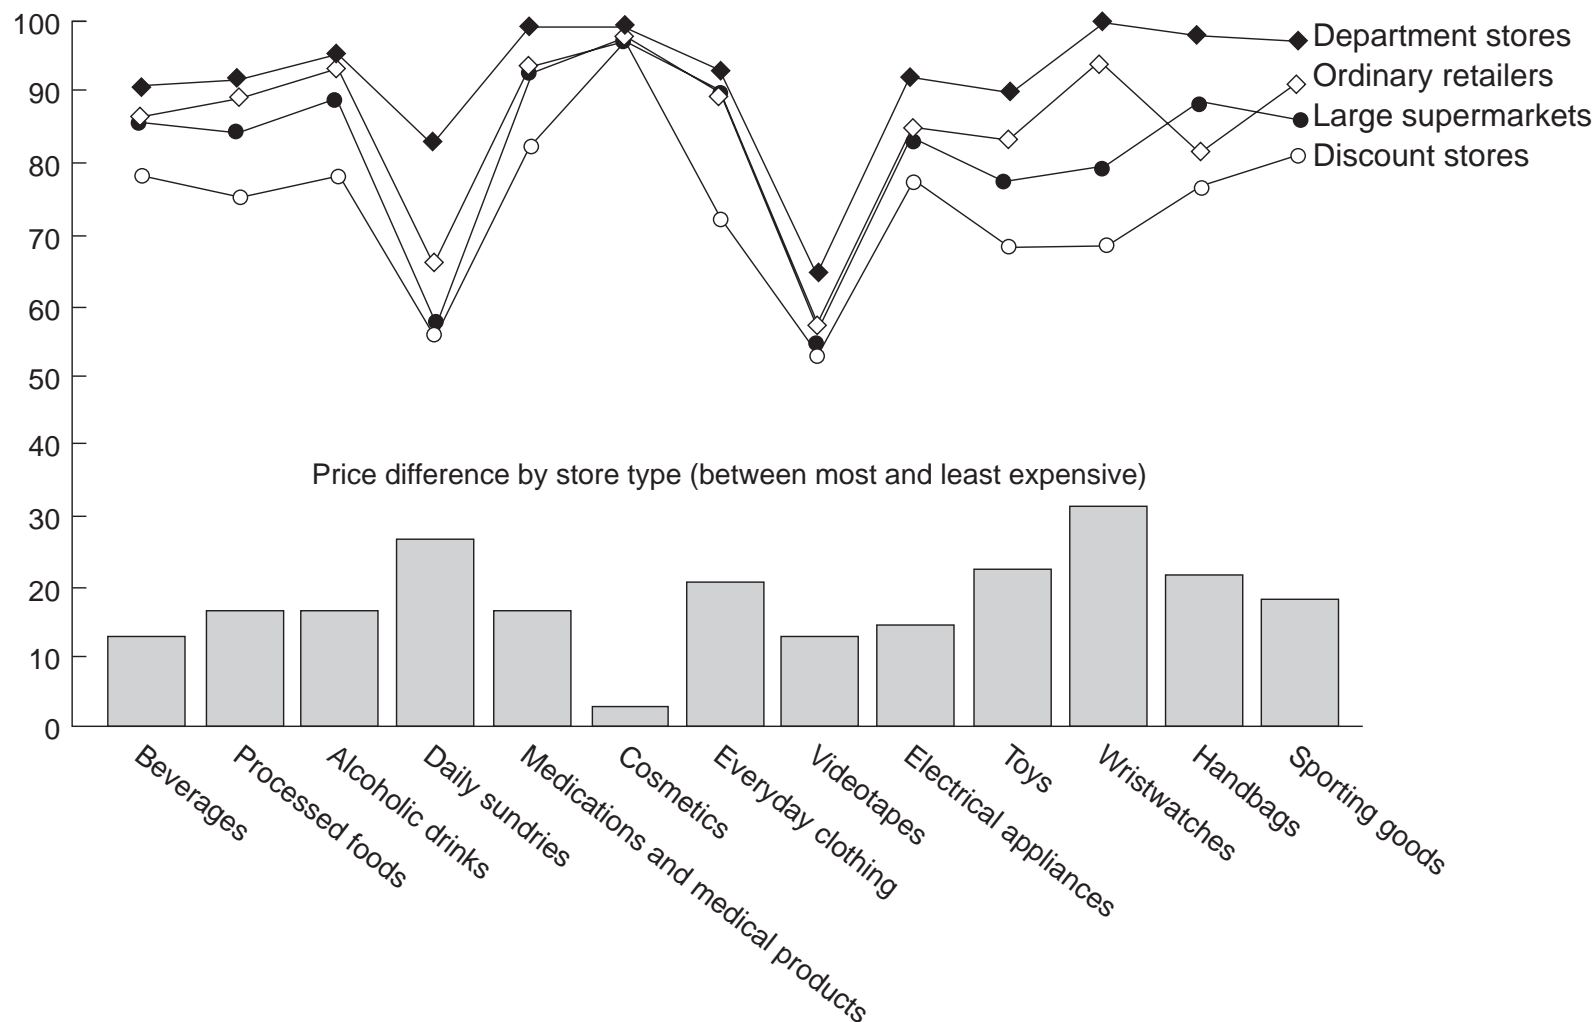 100
90
80
70
60
50
40
30
20
10
0
Department stores
Ordinary retailers
Large supermarkets
Discount stores
Price difference by store type (between most and least expensive)
Beverages
Processed foods
Alcoholic drinks
Daily sundries
Medications and medical products
Cosmetics
Everyday clothing
Videotapes
Electrical appliances
Toys
Wristwatches
Handbags
Sporting goods